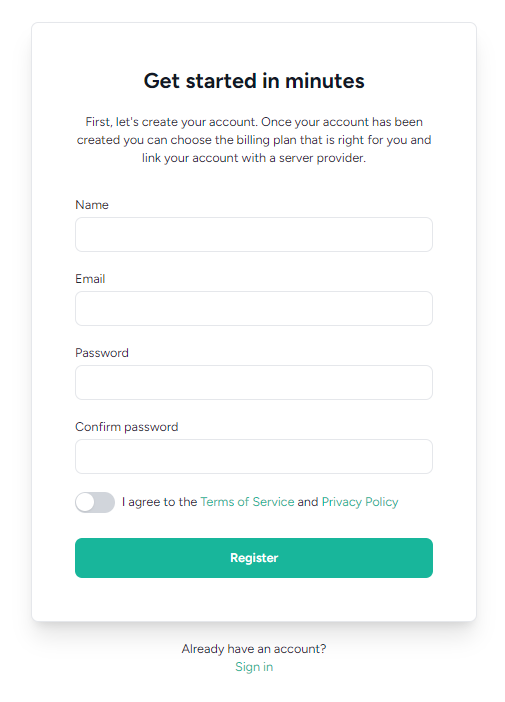 Get started in minutes
First, let's create your account. Once your account has been
created you can choose the billing plan that is right for you and
link your account with a server provider.
Name
Email
Password
Confirm password
I agree to the Terms of Service and Privacy Policy
Register
Already have an account?
Sign in